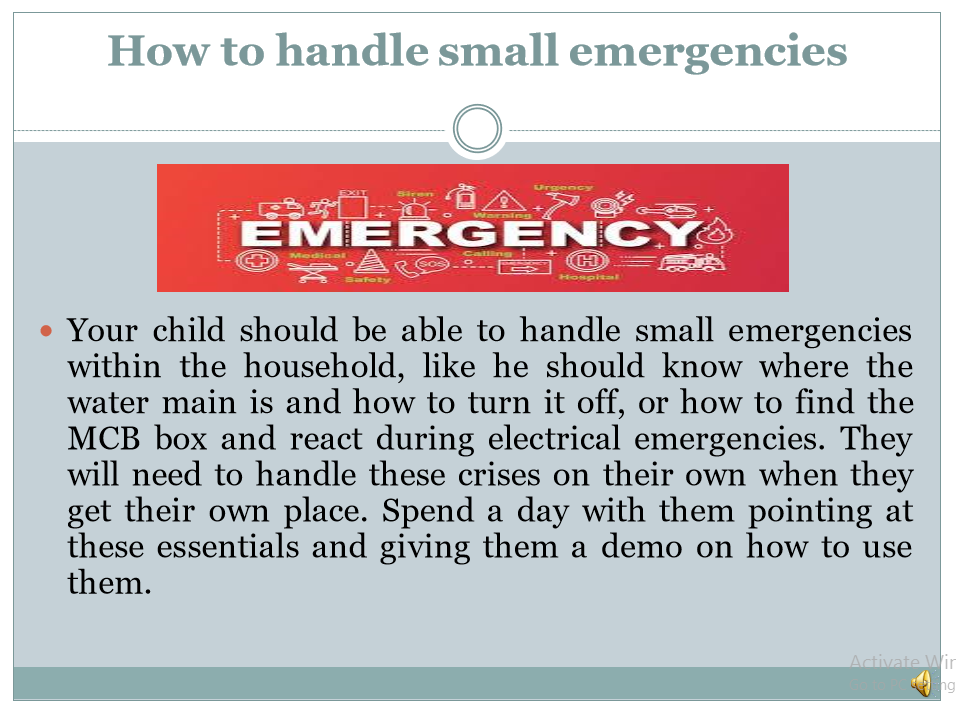 How to handle small emergencies
EXIT
Siren
Urgency
Warning
EMERGENCY
Medical
Calling
SOS
Safety
Hospital
Your child should be able to handle small emergencies
within the household, like he should know where the
water main is and how to turn it off, or how to find the
MCB box and react during electrical emergencies. They
will need to handle these crises on their own when they
get their own place. Spend a day with them pointing at
these essentials and giving them a demo on how to use
them.
Activate Wir